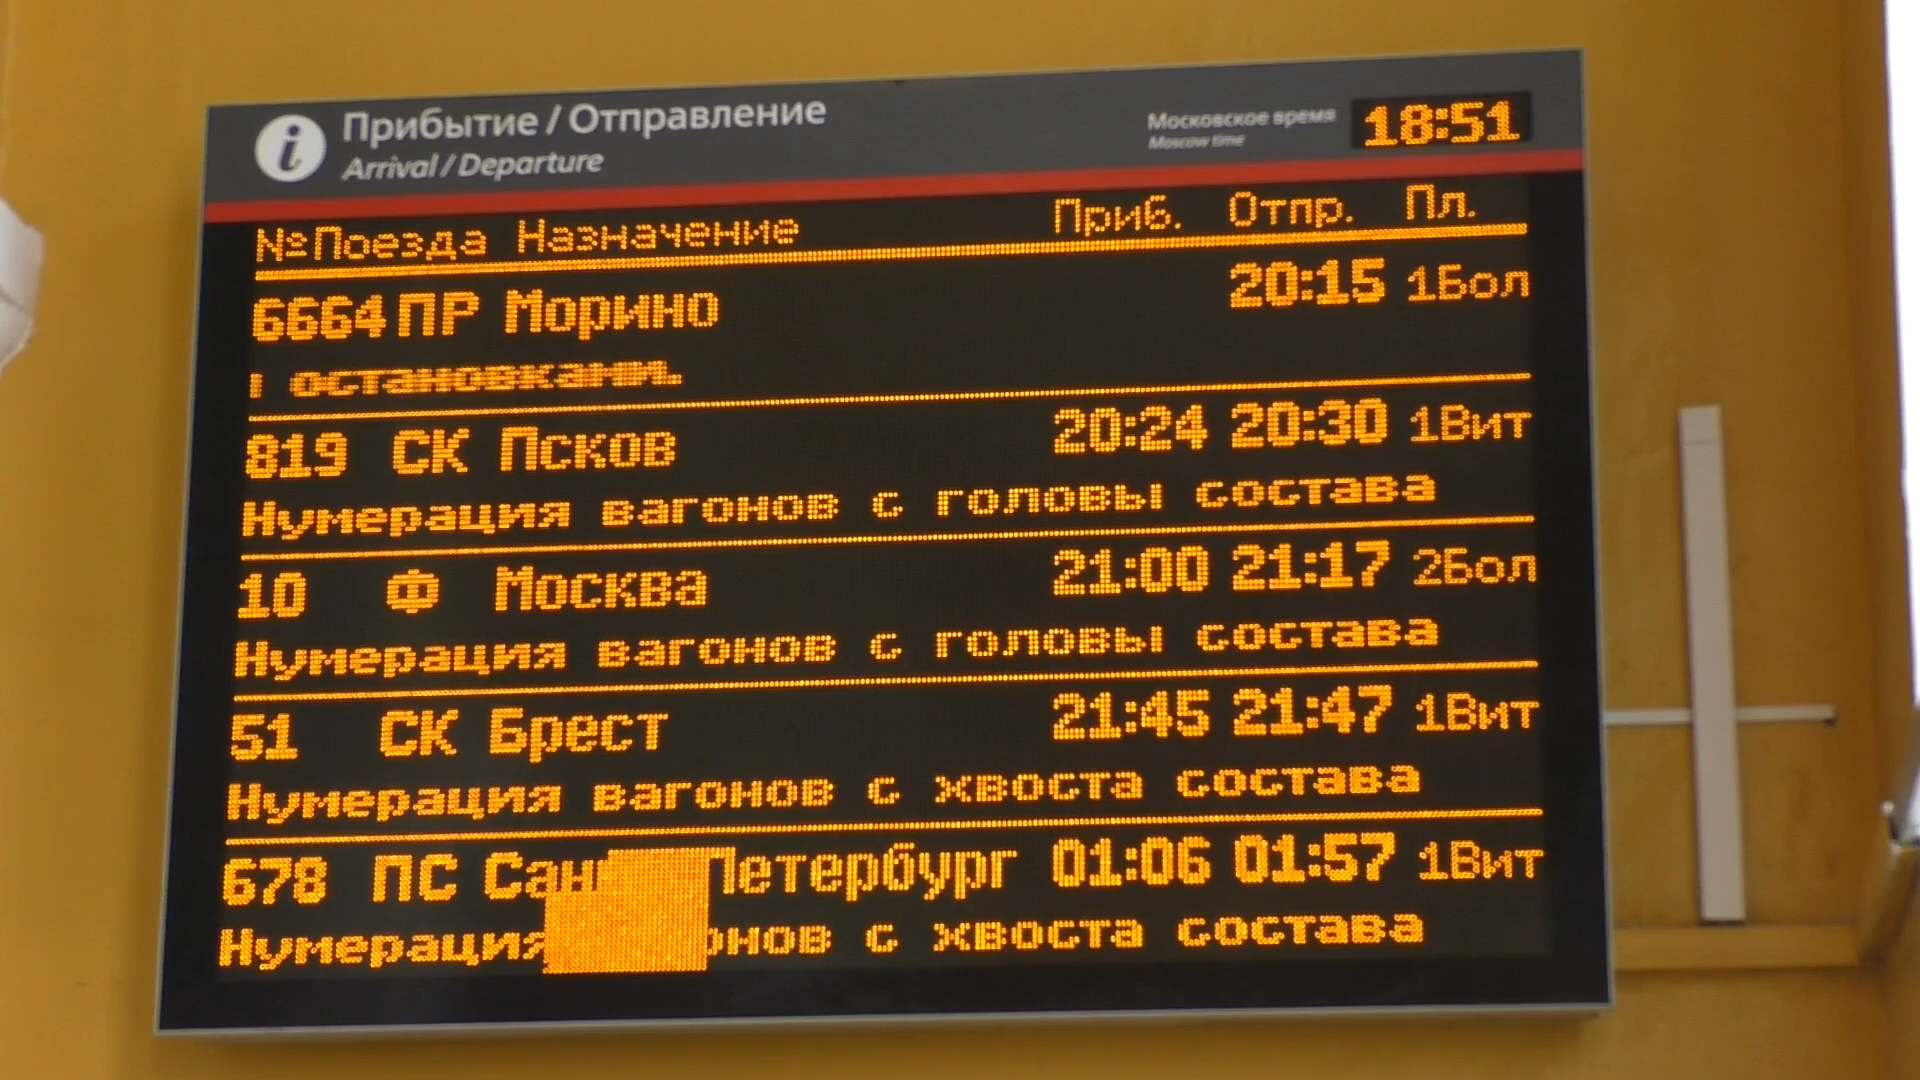 Прибытие / Отправление
Arrival / Departure
Московское время
Moscow time
18:51
№Поезда Назначение Приб. Отпр. Пл.
6664 ПР Морино 20:15 1Бол
остановками.
819 СК Псков 20:24 20:30 1Вит
Нумерация вагонов с головы состава
10 Ф Москва 21:00 21:17 2Бол
Нумерация вагонов с головы состава
51 СК Брест 21:45 21:47 1Вит
Нумерация вагонов с хвоста состава
678 ПС Петербург 01:06 01:57 1Вит
Нумерация с хвоста состава